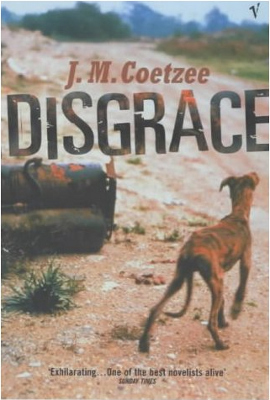 V
J. M. Coetzee
DISGRACE
'Exhilarating...One of the best novelists alive'
SUNDAY TIMES